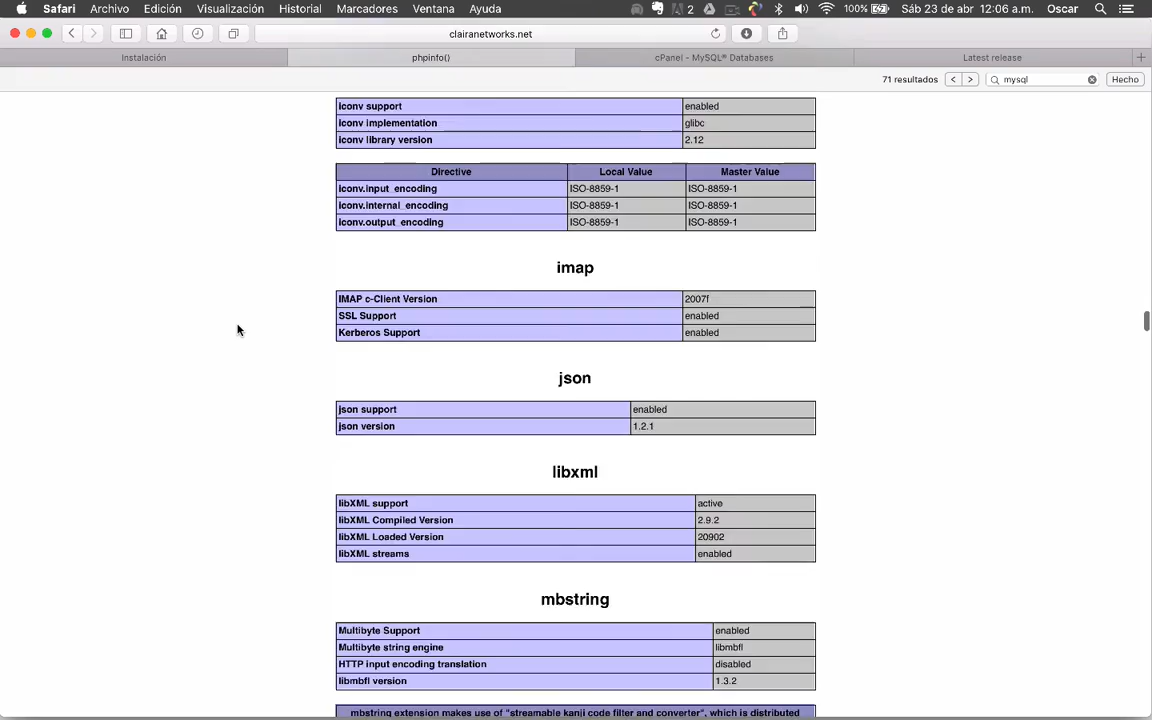 Safari Archivo Edición Visualización Historial Marcadores Ventana Ayuda 2 100% Sáb 23 de abr 12:06 a.m. Oscar
clairanetworks.net
Instalación phpinfo() cPanel - MySQL® Databases Latest release +
71 resultados < > mysql Hecho
iconv support enabled
iconv implementation glibc
iconv library version 2.12
Directive Local Value Master Value
iconv.input_encoding ISO-8859-1 ISO-8859-1
iconv.internal_encoding ISO-8859-1 ISO-8859-1
iconv.output_encoding ISO-8859-1 ISO-8859-1
imap
IMAP c-Client Version 2007f
SSL Support enabled
Kerberos Support enabled
json
json support enabled
json version 1.2.1
libxml
libXML support active
libXML Compiled Version 2.9.2
libXML Loaded Version 20902
libXML streams enabled
mbstring
Multibyte Support enabled
Multibyte string engine libmbfl
HTTP input encoding translation disabled
libmbfl version 1.3.2
mbstring extension makes use of "streamable kanji code filter and converter", which is distributed